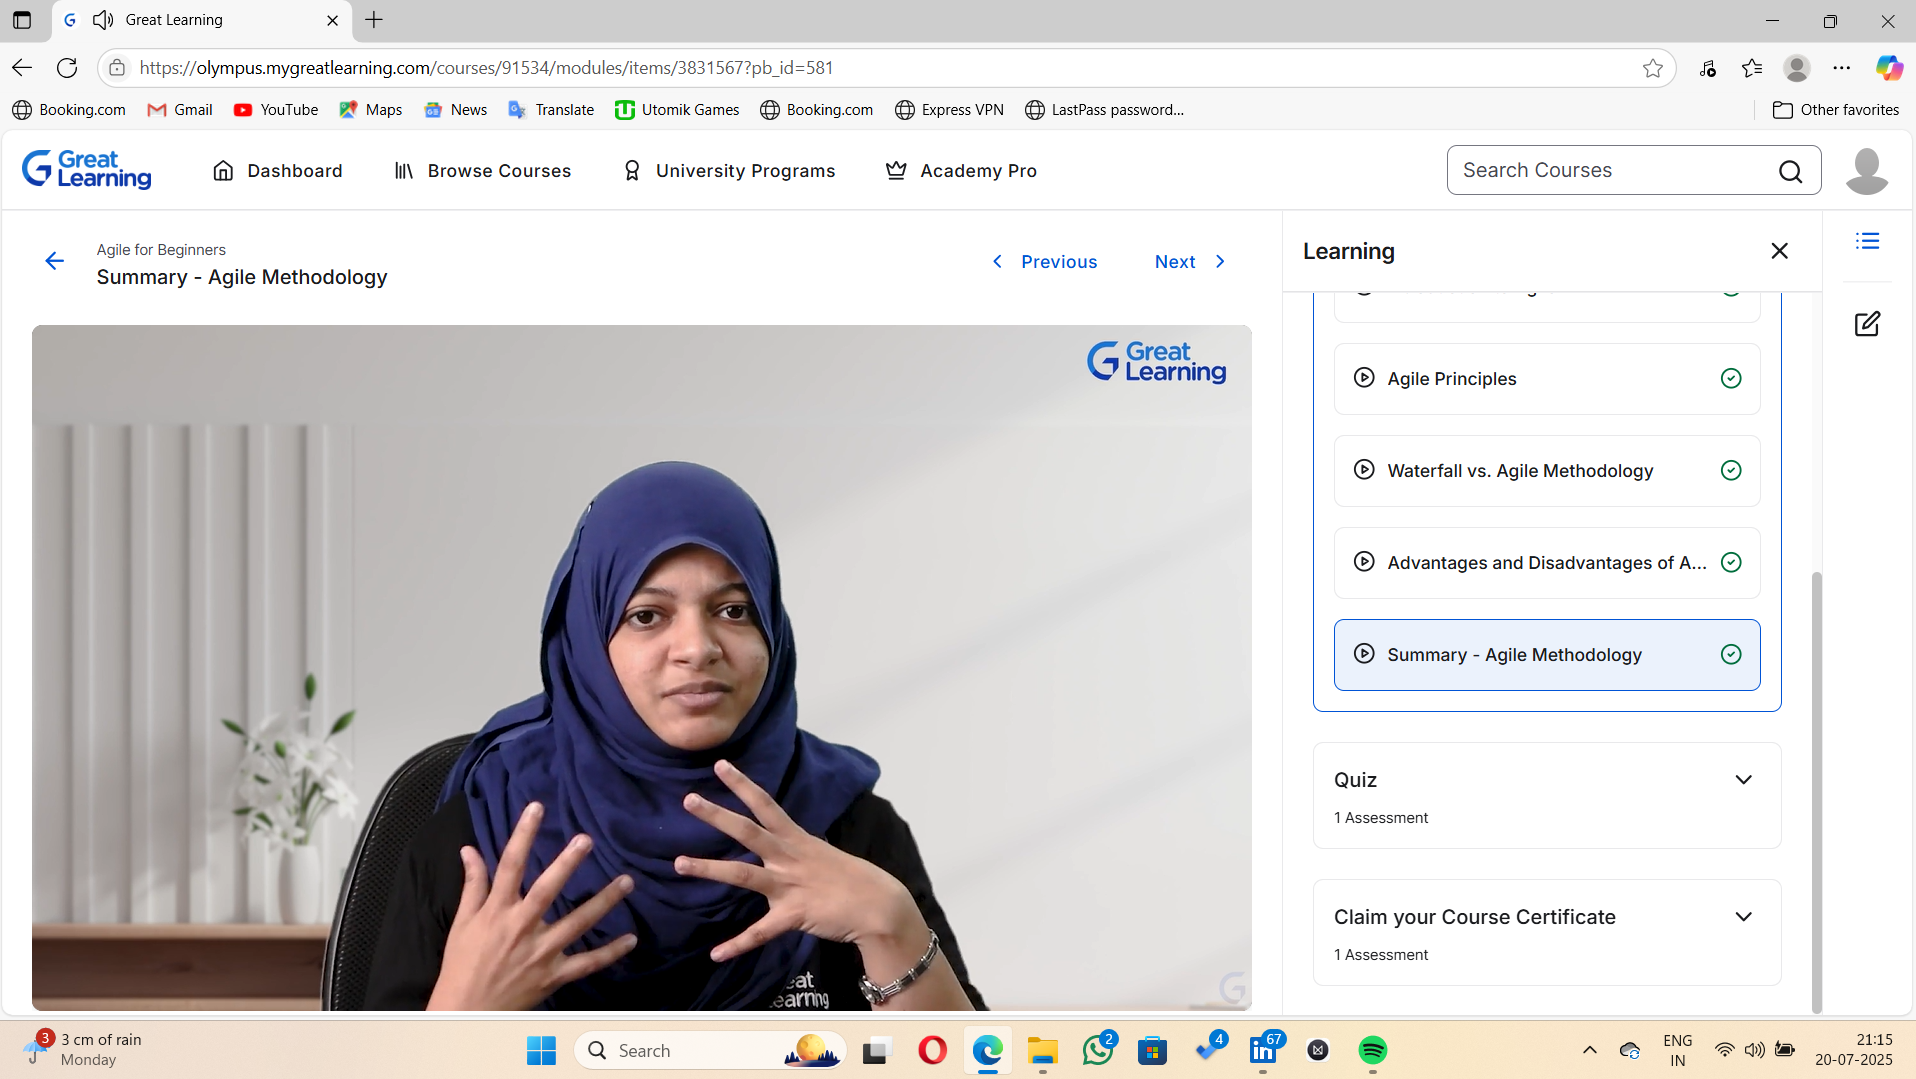 Great Learning
https://olympus.mygreatlearning.com/courses/91534/modules/items/3831567?pb_id=581
Booking.com
Gmail
YouTube
Maps
News
Translate
Utomik Games
Booking.com
Express VPN
LastPass password...
Other favorites
Great
Learning
Dashboard
Browse Courses
University Programs
Academy Pro
Search Courses
Agile for Beginners
Summary - Agile Methodology
Previous
Next
Great
Learning
Learning
Agile Principles
Waterfall vs. Agile Methodology
Advantages and Disadvantages of A...
Summary - Agile Methodology
Quiz
1 Assessment
Claim your Course Certificate
1 Assessment
3
3 cm of rain
Monday
Search
2
4
67
ENG
IN
21:15
20-07-2025